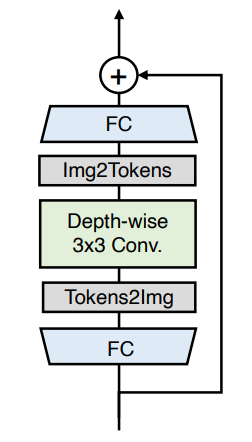 +
FC
Img2Tokens
Depth-wise
3x3 Conv.
Tokens2Img
FC